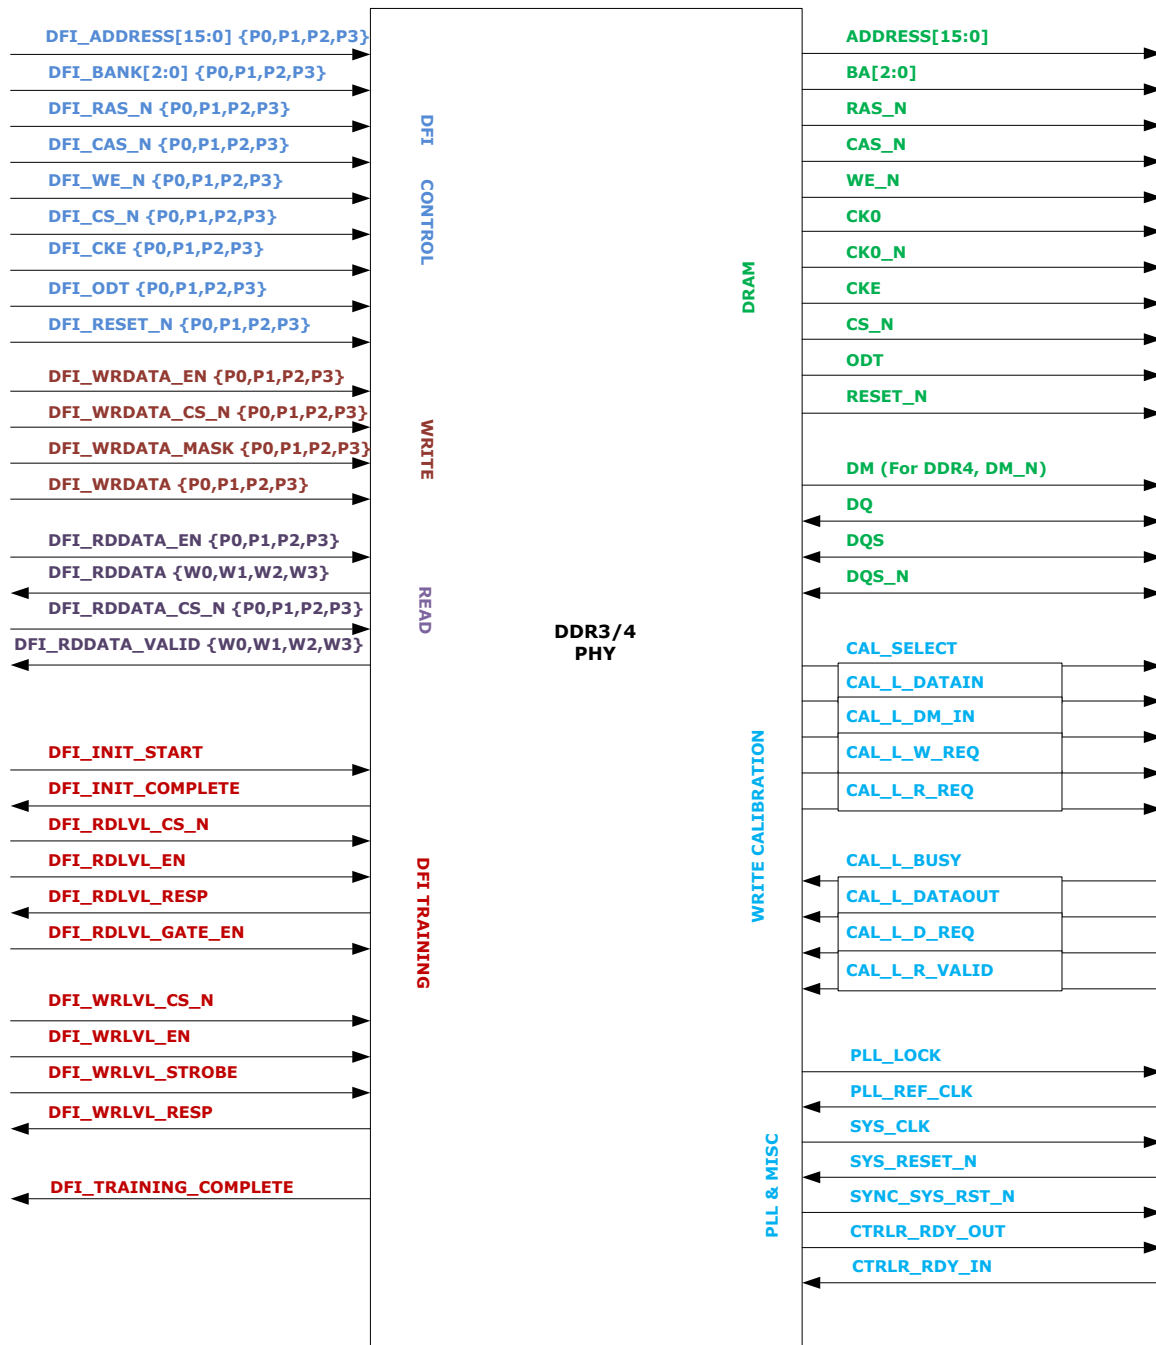 DFI_ADDRESS[15:0] {P0,P1,P2,P3}
DFI_BANK[2:0] {P0,P1,P2,P3}
DFI_RAS_N {P0,P1,P2,P3}
DFI_CAS_N {P0,P1,P2,P3}
DFI_WE_N {P0,P1,P2,P3}
DFI_CS_N {P0,P1,P2,P3}
DFI_CKE {P0,P1,P2,P3}
DFI_ODT {P0,P1,P2,P3}
DFI_RESET_N {P0,P1,P2,P3}
DFI CONTROL
DFI_WRDATA_EN {P0,P1,P2,P3}
DFI_WRDATA_CS_N {P0,P1,P2,P3}
DFI_WRDATA_MASK {P0,P1,P2,P3}
DFI_WRDATA {P0,P1,P2,P3}
WRITE
DFI_RDDATA_EN {P0,P1,P2,P3}
DFI_RDDATA {W0,W1,W2,W3}
DFI_RDDATA_CS_N {P0,P1,P2,P3}
DFI_RDDATA_VALID {W0,W1,W2,W3}
READ
DFI_INIT_START
DFI_INIT_COMPLETE
DFI_RDLVL_CS_N
DFI_RDLVL_EN
DFI_RDLVL_RESP
DFI_RDLVL_GATE_EN
DFI_WRLVL_CS_N
DFI_WRLVL_EN
DFI_WRLVL_STROBE
DFI_WRLVL_RESP
DFI_TRAINING_COMPLETE
DFI TRAINING
DDR3/4
PHY
DRAM
ADDRESS[15:0]
BA[2:0]
RAS_N
CAS_N
WE_N
CK0
CK0_N
CKE
CS_N
ODT
RESET_N
DM (For DDR4, DM_N)
DQ
DQS
DQS_N
WRITE CALIBRATION
CAL_SELECT
CAL_L_DATAIN
CAL_L_DM_IN
CAL_L_W_REQ
CAL_L_R_REQ
CAL_L_BUSY
CAL_L_DATAOUT
CAL_L_D_REQ
CAL_L_R_VALID
PLL & MISC
PLL_LOCK
PLL_REF_CLK
SYS_CLK
SYS_RESET_N
SYNC_SYS_RST_N
CTRLR_RDY_OUT
CTRLR_RDY_IN